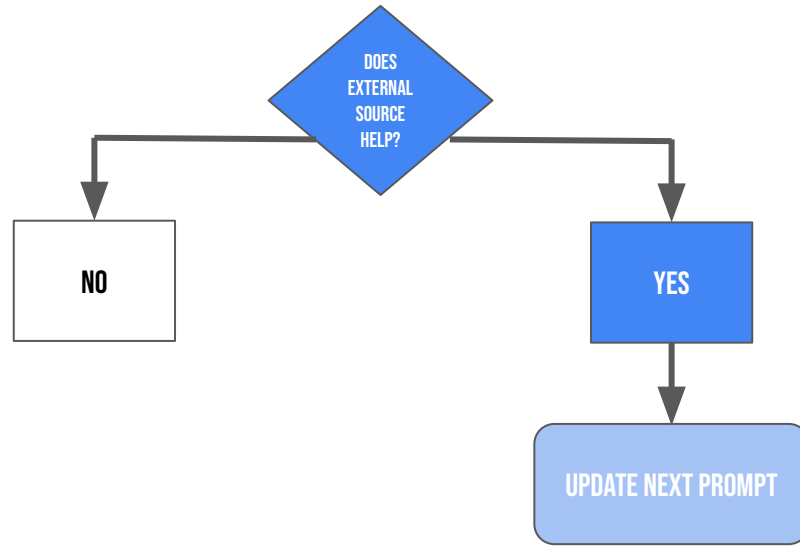 DOES
EXTERNAL
SOURCE
HELP?
NO
YES
UPDATE NEXT PROMPT